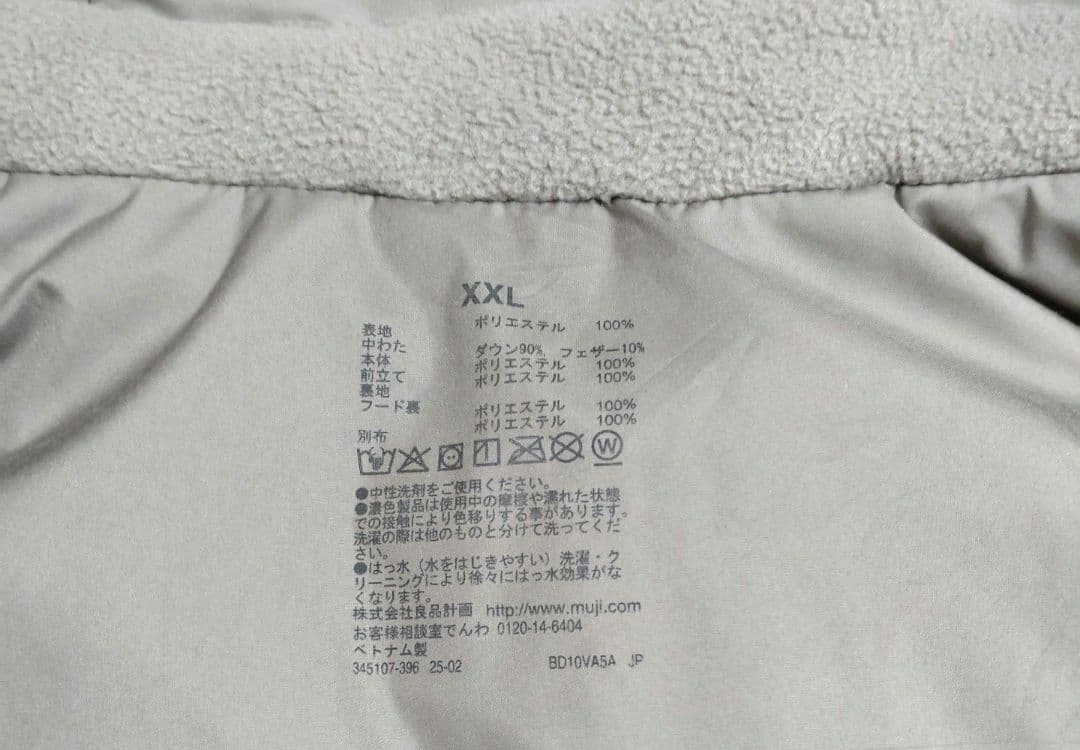 XXL
表地 ポリエステル 100%
中わた
本体 ダウン90%, フェザー10%
前立て ポリエステル 100%
裏地 ポリエステル 100%
フード裏 ポリエステル 100%
別布 ポリエステル 100%
W
●中性洗剤をご使用ください。
●濃色製品は使用中の摩擦や濡れた状態
での接触により色移りする事があります。
洗濯の際は他のものと分けて洗ってくだ
さい。
●はっ水（水をはじきやすい）洗濯・ク
リーニングにより徐々にはっ水効果がな
くなります。
株式会社良品計画 http://www.muji.com
お客様相談室でんわ 0120-14-6404
ベトナム製
345107-396 25-02 BD10VA5A JP